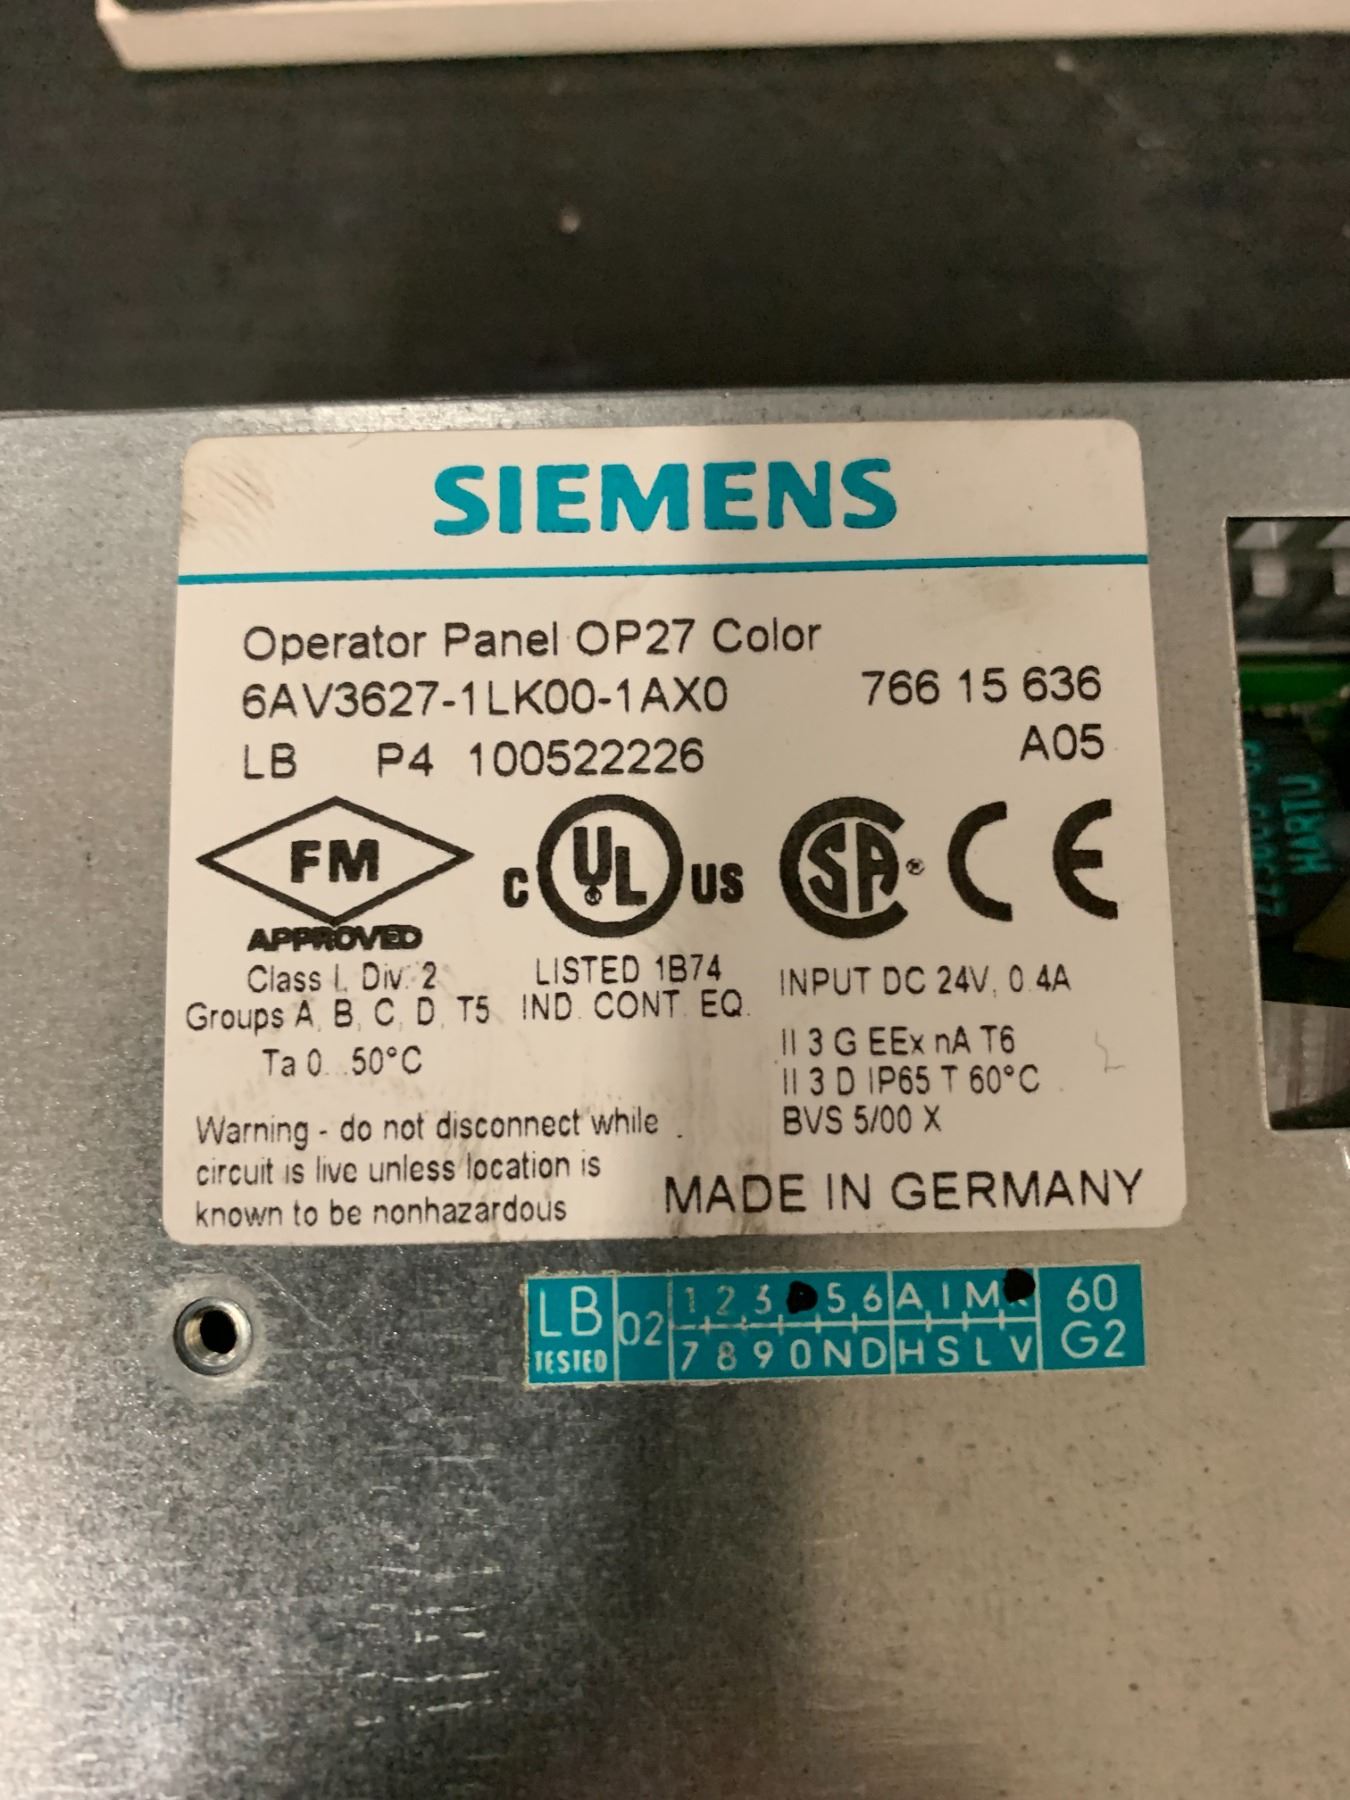 SIEMENS
Operator Panel OP27 Color
6AV3627-1LK00-1AX0 766 15 636
LB P4 100522226 A05
FM
APPROVED
Class I, Div. 2
Groups A, B, C, D, T5
Ta 0...50°C
c UL® US
LISTED 1B74
IND. CONT. EQ.
SA® CE
INPUT DC 24V, 0.4A
II 3 G EEx nA T6
II 3 D IP65 T 60°C
BVS 5/00 X
Warning - do not disconnect while
circuit is live unless location is
known to be nonhazardous
MADE IN GERMANY
LB
TESTED
02
1 2 3 5 6 A I M
7 8 9 0 N D H S L V
60
G2
HARTU